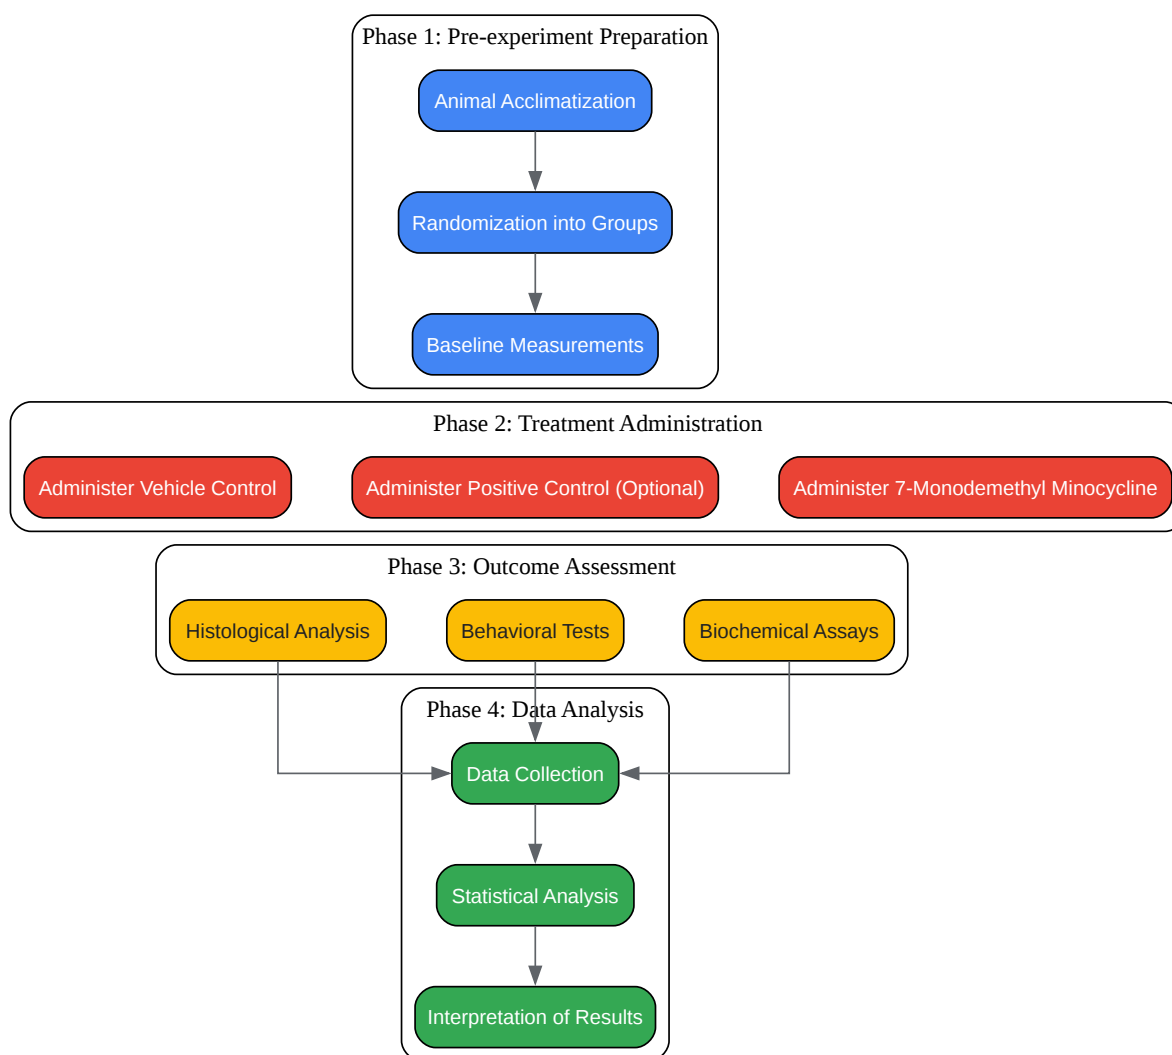 Phase 1: Pre-experiment Preparation
Animal Acclimatization
Randomization into Groups
Baseline Measurements
Phase 2: Treatment Administration
Administer Vehicle Control
Administer Positive Control (Optional)
Administer 7-Monodemethyl Minocycline
Phase 3: Outcome Assessment
Histological Analysis
Behavioral Tests
Biochemical Assays
Phase 4: Data Analysis
Data Collection
Statistical Analysis
Interpretation of Results